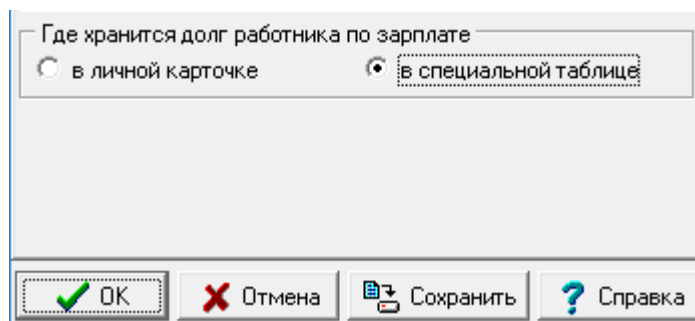 Где хранится долг работника по зарплате
в личной карточке
в специальной таблице
OK
Отмена
Сохранить
Справка